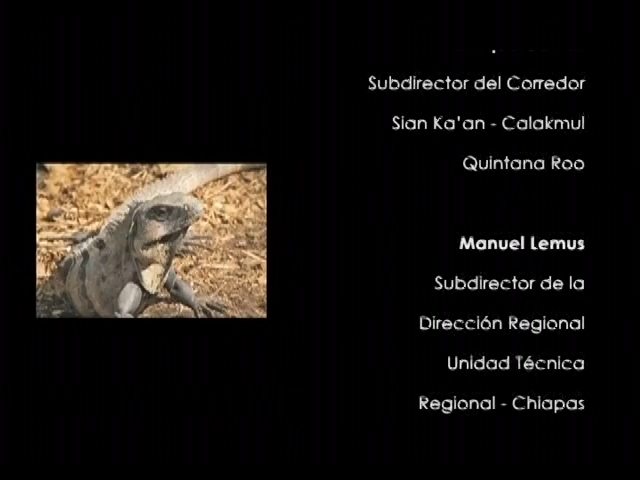 Subdirector del Corredor
Sian Ka'an - Calakmul
Quintana Roo
Manuel Lemus
Subdirector de la
Dirección Regional
Unidad Técnica
Regional - Chiapas